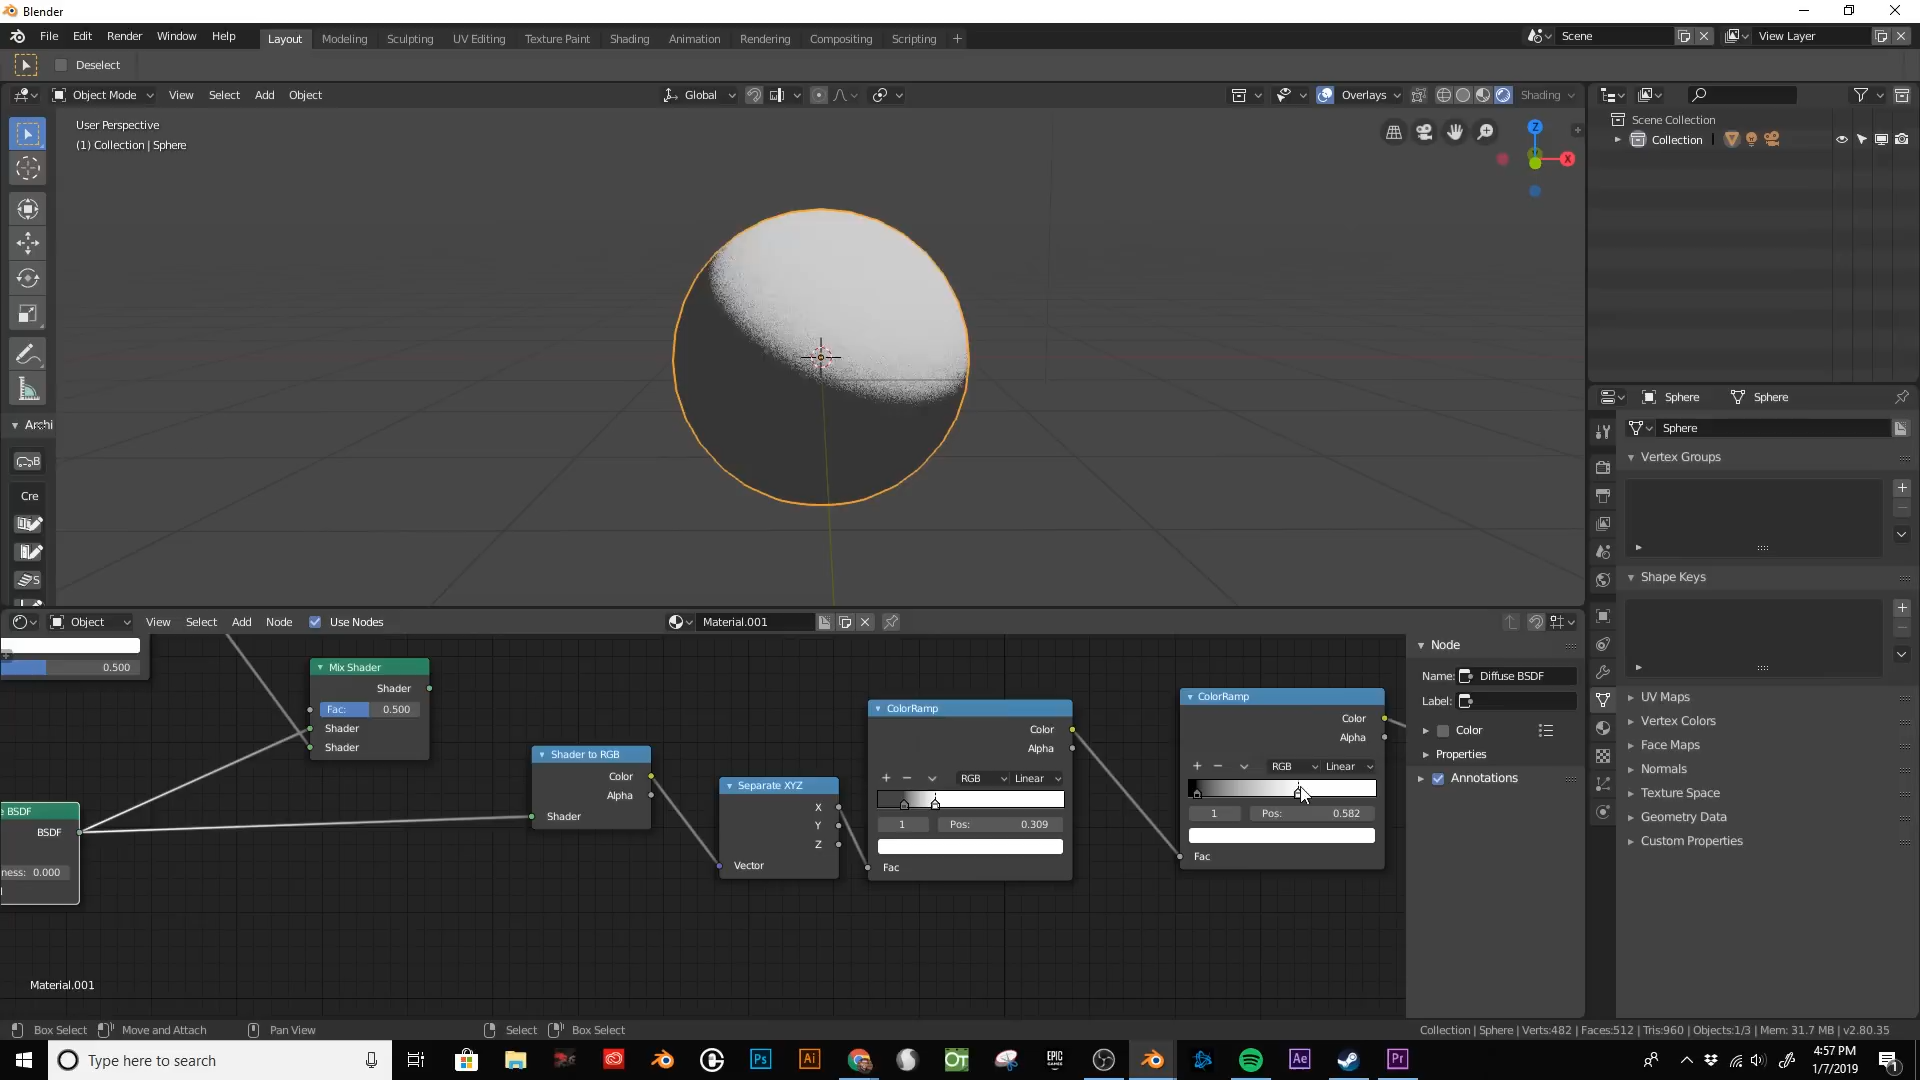 Blender
File Edit Render Window Help Layout Modeling Sculpting UV Editing Texture Paint Shading Animation Rendering Compositing Scripting + Scene View Layer
Deselect
Object Mode View Select Add Object Global Overlays Shading
User Perspective
(1) Collection | Sphere
Z
X
Scene Collection
Collection
Archi
B
Cre
S
Sphere Sphere
Sphere
Vertex Groups
Shape Keys
UV Maps
Vertex Colors
Face Maps
Normals
Texture Space
Geometry Data
Custom Properties
Object View Select Add Node Use Nodes Material.001
0.500
Mix Shader
Shader
Fac: 0.500
Shader
Shader
e BSDF
BSDF
ness: 0.000
Shader to RGB
Color
Alpha
Shader
Separate XYZ
X
Y
Z
Vector
ColorRamp
Color
Alpha
+ − RGB Linear
1 Pos: 0.309
Fac
ColorRamp
Color
Alpha
+ − RGB Linear
1 Pos: 0.582
Fac
Node
Name: Diffuse BSDF
Label:
Color
Properties
Annotations
Material.001
Box Select Move and Attach Pan View Select Box Select Collection | Sphere | Verts:482 | Faces:512 | Tris:960 | Objects:1/3 | Mem: 31.7 MB | v2.80.35
Type here to search
Ps Ai OT EPIC GAMES Ae Pr
4:57 PM
1/7/2019
1